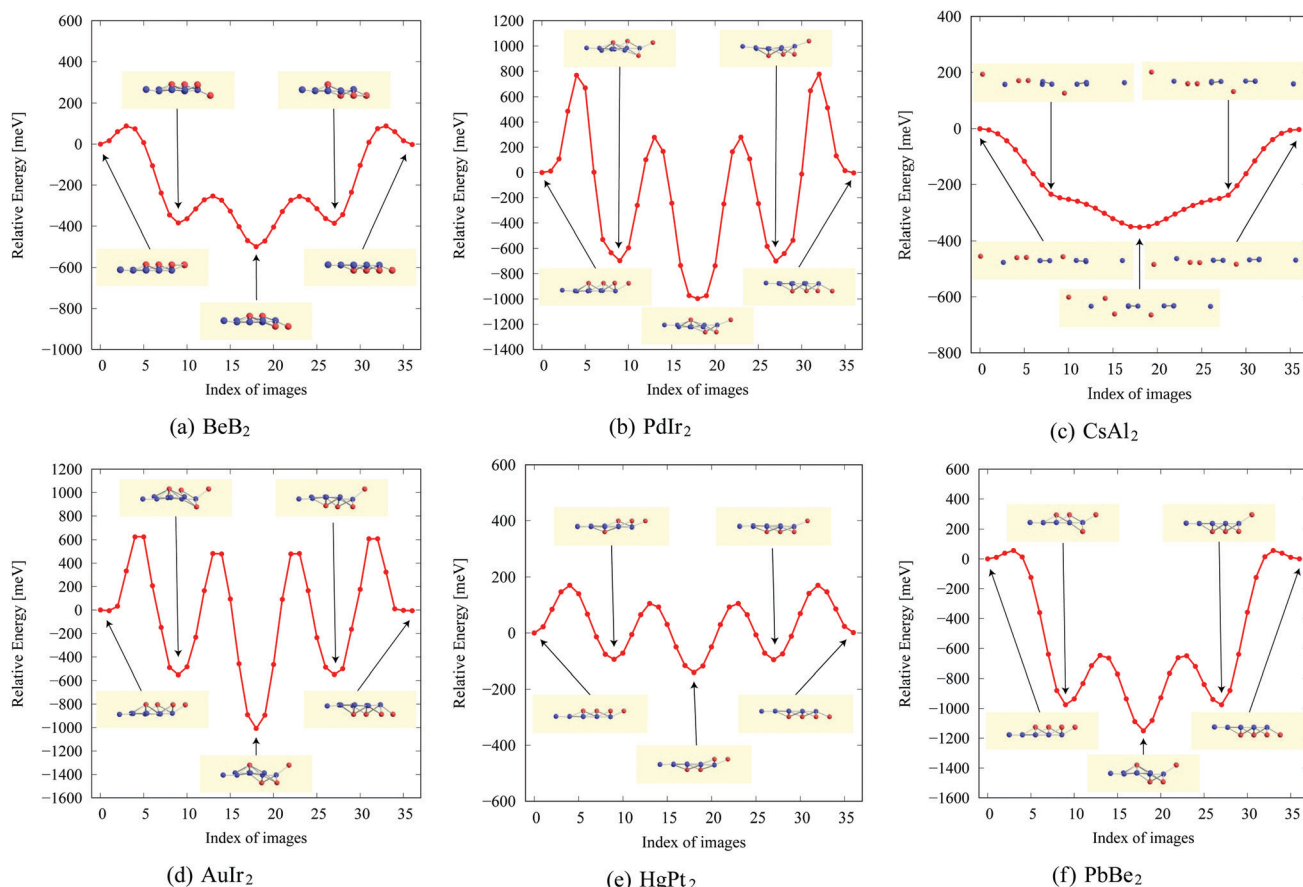 600
400
200
0
−200
−400
−600
−800
−1000
Relative Energy [meV]
0 5 10 15 20 25 30 35
Index of images
(a) BeB₂
1200
1000
800
600
400
200
0
−200
−400
−600
−800
−1000
−1200
−1400
Relative Energy [meV]
0 5 10 15 20 25 30 35
Index of images
(b) PdIr₂
400
200
0
−200
−400
−600
−800
Relative Energy [meV]
0 5 10 15 20 25 30 35
Index of images
(c) CsAl₂
1200
1000
800
600
400
200
0
−200
−400
−600
−800
−1000
−1200
−1400
−1600
Relative Energy [meV]
0 5 10 15 20 25 30 35
Index of images
(d) AuIr₂
600
400
200
0
−200
−400
−600
Relative Energy [meV]
0 5 10 15 20 25 30 35
Index of images
(e) HgPt₂
600
400
200
0
−200
−400
−600
−800
−1000
−1200
−1400
−1600
Relative Energy [meV]
0 5 10 15 20 25 30 35
Index of images
(f) PbBe₂